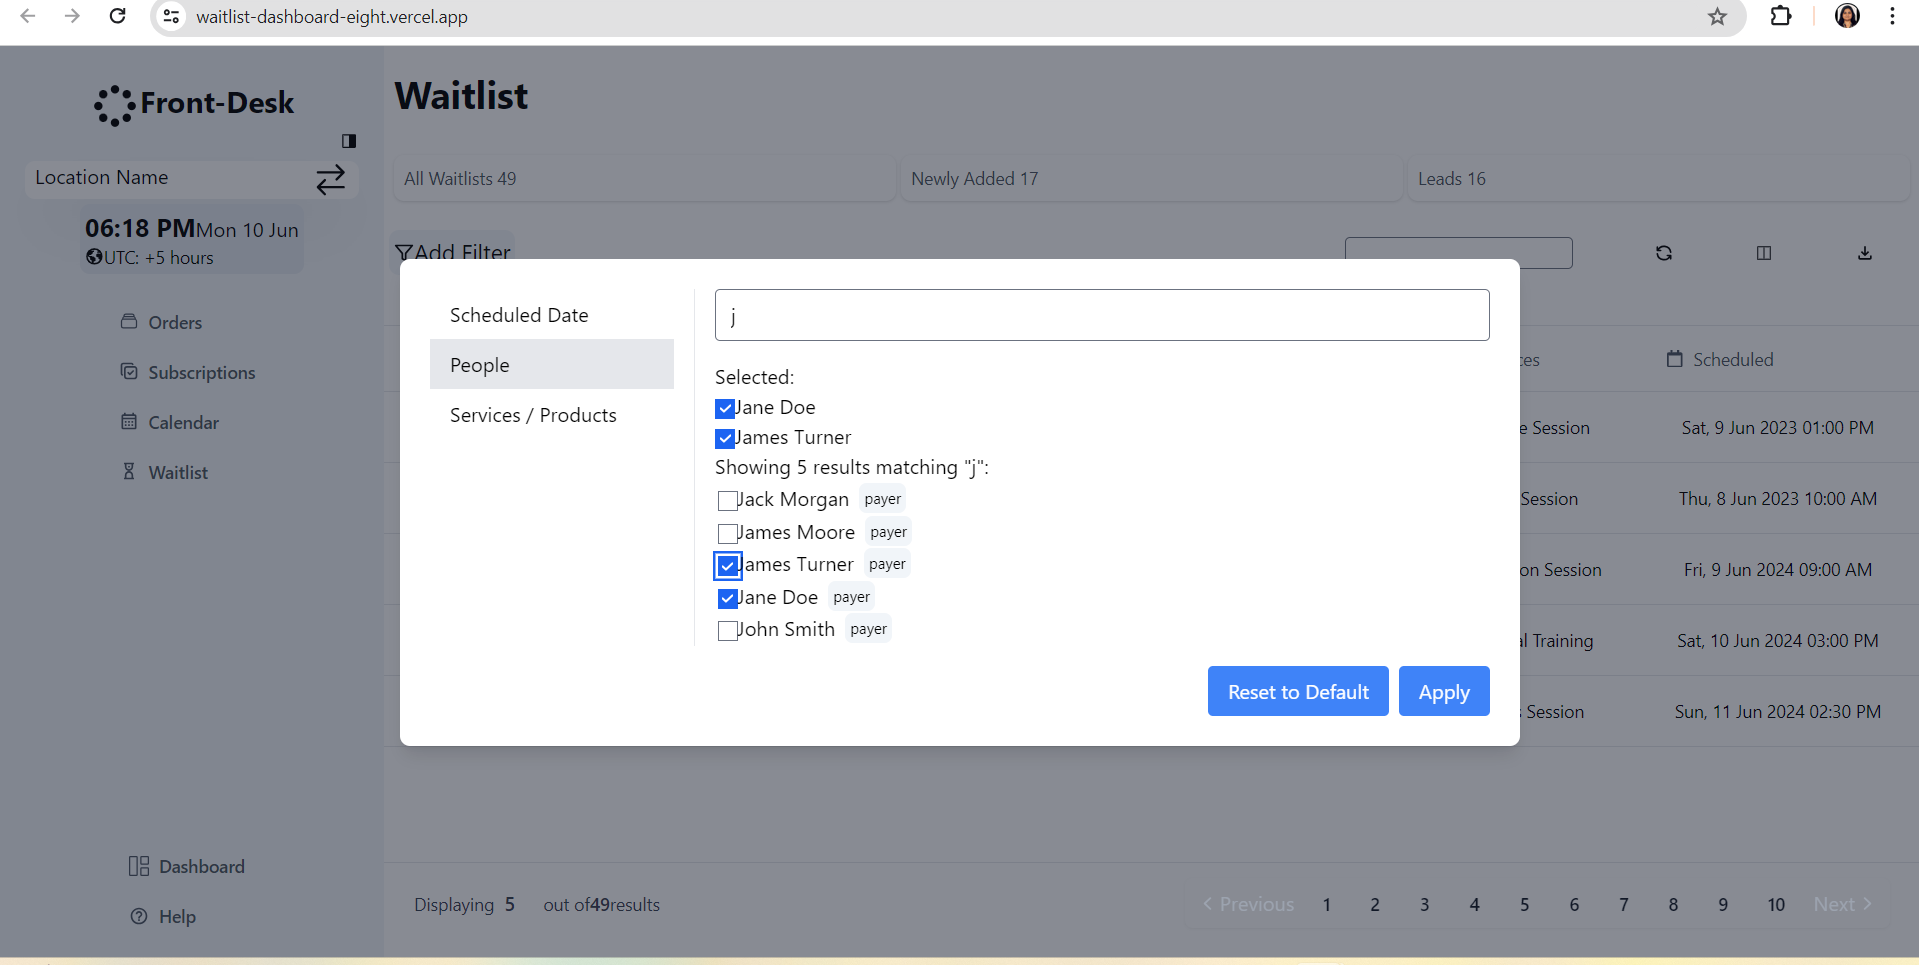 waitlist-dashboard-eight.vercel.app
Front-Desk
Location Name
06:18 PM Mon 10 Jun
UTC: +5 hours
Orders
Subscriptions
Calendar
Waitlist
Dashboard
Help
Waitlist
All Waitlists 49
Newly Added 17
Leads 16
Add Filter
Scheduled Date
People
Services / Products
j
Selected:
Jane Doe
James Turner
Showing 5 results matching "j":
Jack Morgan payer
James Moore payer
James Turner payer
Jane Doe payer
John Smith payer
Reset to Default
Apply
Scheduled
Session Sat, 9 Jun 2023 01:00 PM
Session Thu, 8 Jun 2023 10:00 AM
Session Fri, 9 Jun 2024 09:00 AM
Training Sat, 10 Jun 2024 03:00 PM
Session Sun, 11 Jun 2024 02:30 PM
Displaying 5 out of49results
Previous 1 2 3 4 5 6 7 8 9 10 Next